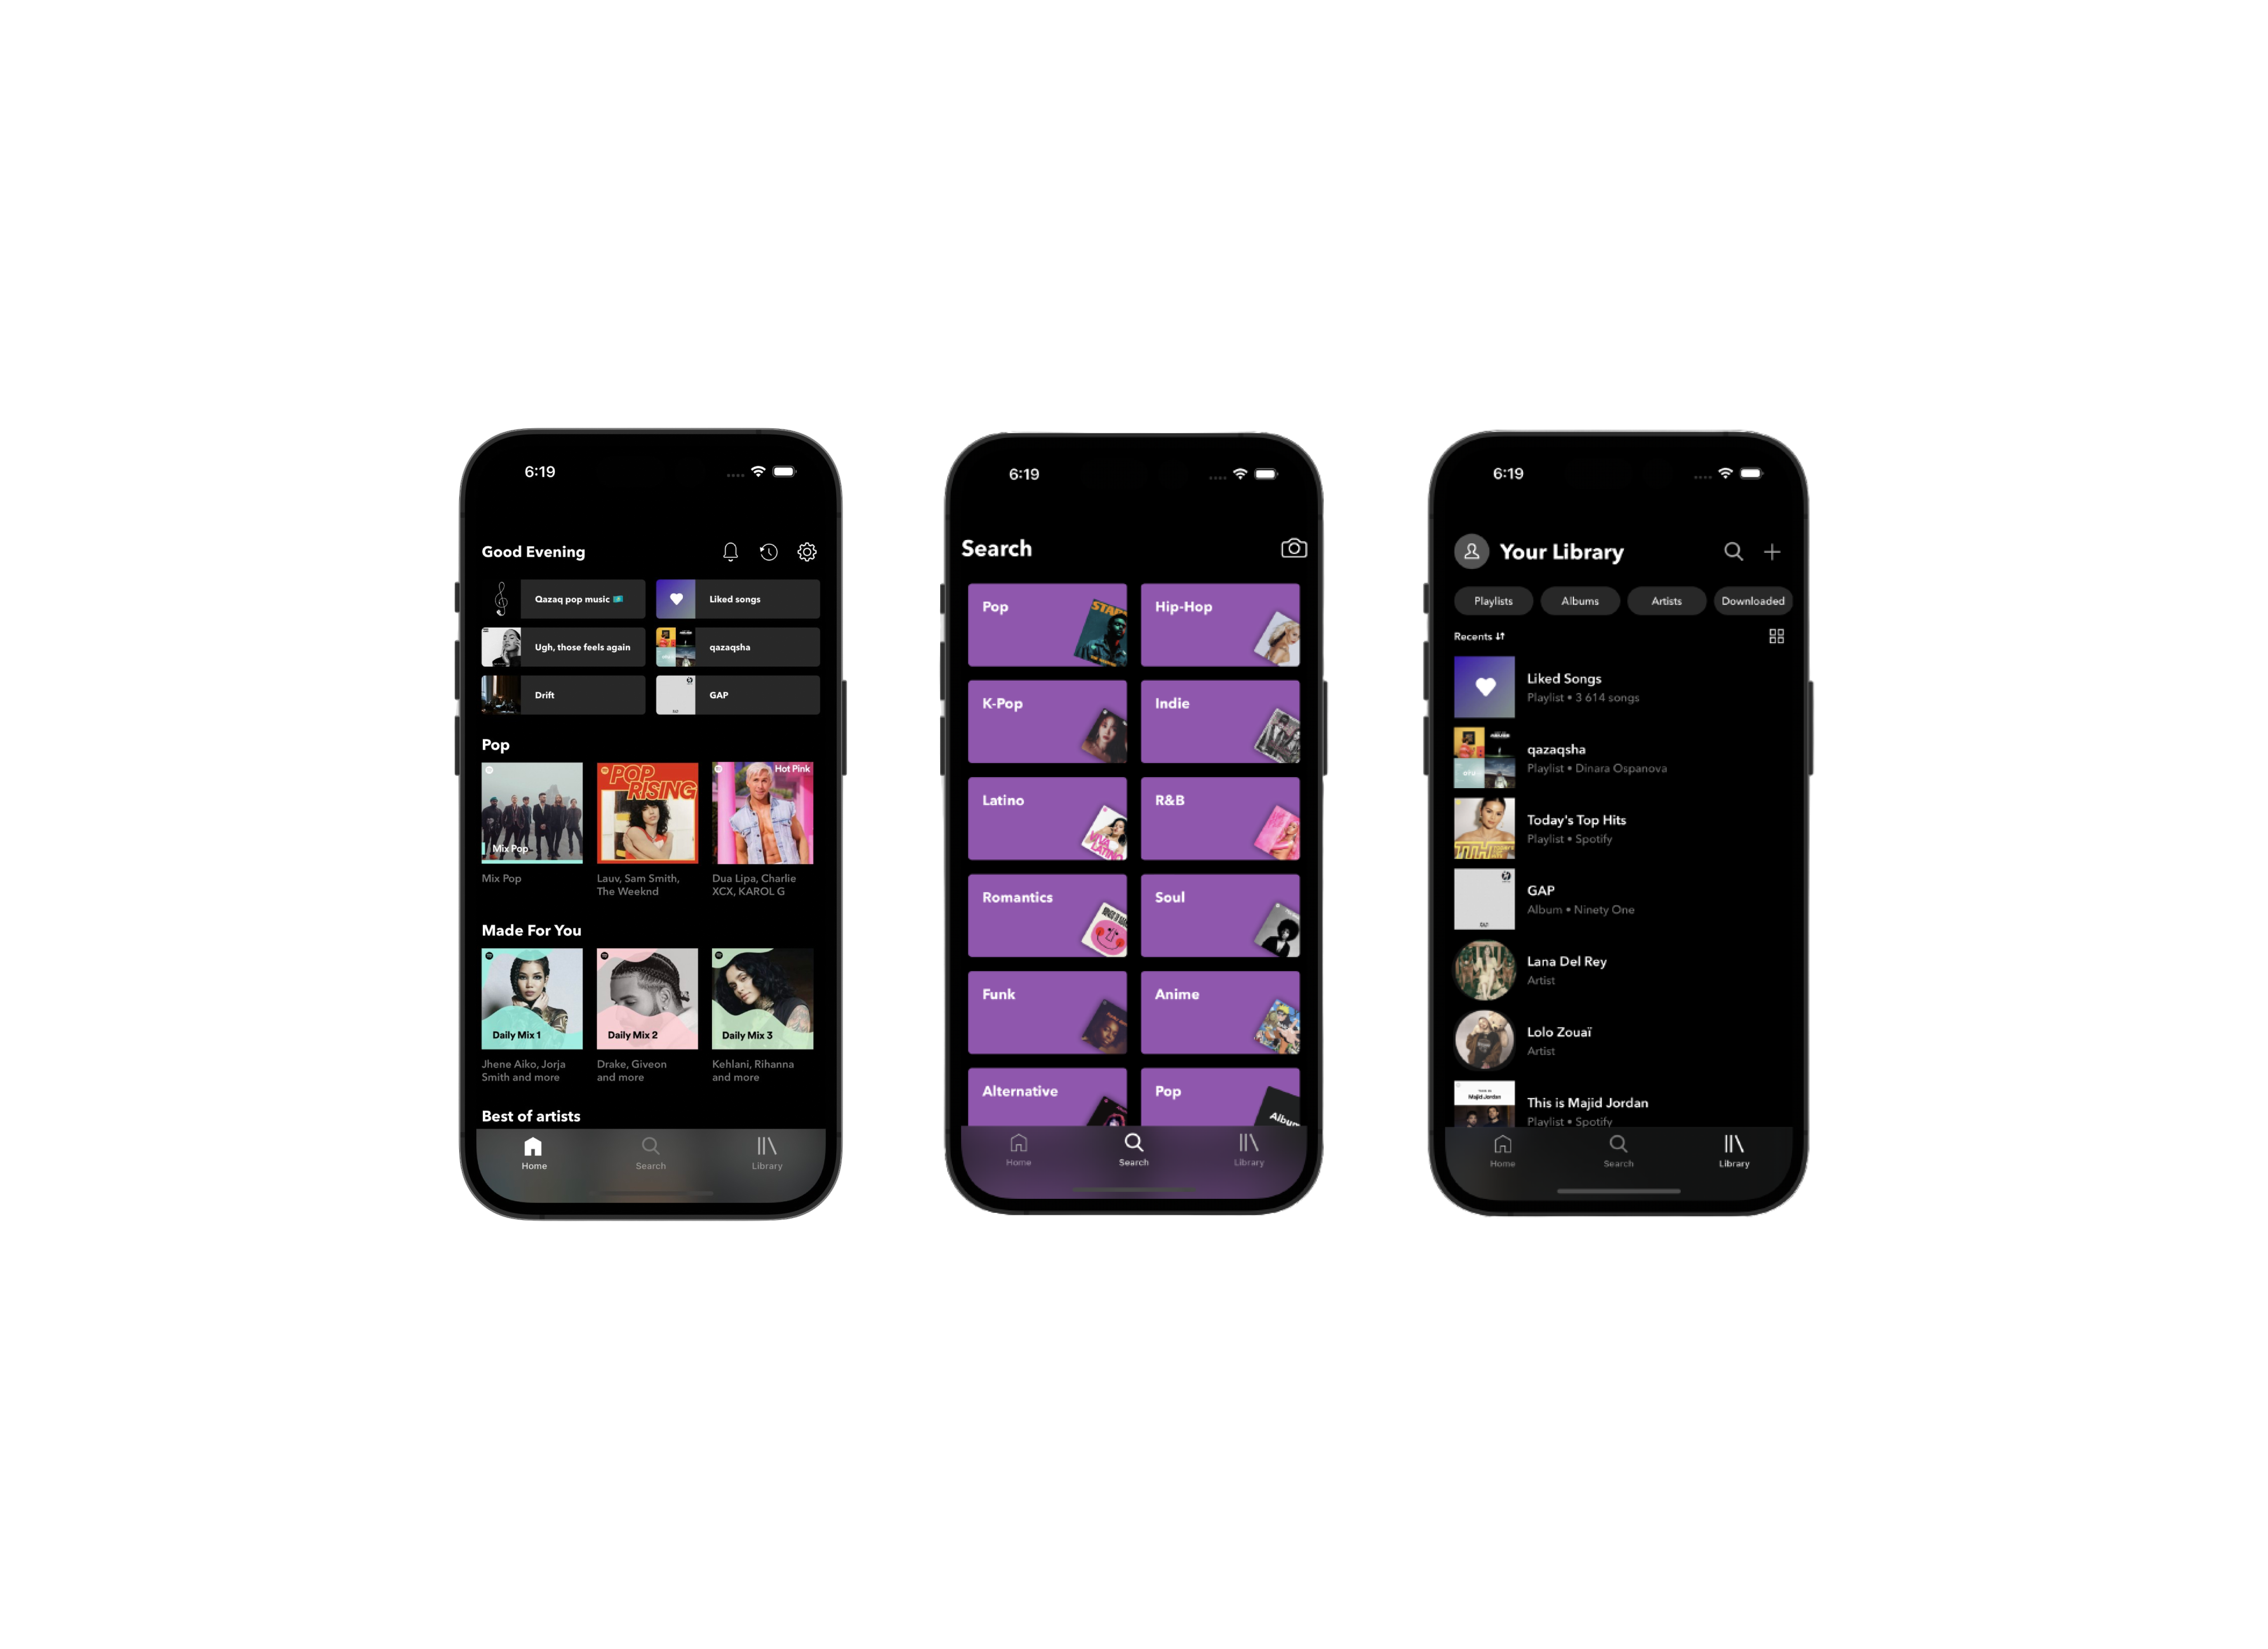 6:19
Good Evening
Qazaq pop music
Liked songs
Ugh, those feels again
qazaqsha
Drift
GAP
Pop
Mix Pop
POP
RISING
Hot Pink
Mix Pop
Lauv, Sam Smith,
The Weeknd
Dua Lipa, Charlie
XCX, KAROL G
Made For You
Daily Mix 1
Daily Mix 2
Daily Mix 3
Jhene Aiko, Jorja
Smith and more
Drake, Giveon
and more
Kehlani, Rihanna
and more
Best of artists
Home
Search
Library
6:19
Search
Pop
Hip-Hop
K-Pop
Indie
Latino
R&B
Romantics
Soul
Funk
Anime
Alternative
Pop
Album
Home
Search
Library
6:19
Your Library
Playlists
Albums
Artists
Downloaded
Recents
Liked Songs
Playlist • 3 614 songs
qazaqsha
Playlist • Dinara Ospanova
Today's Top Hits
Playlist • Spotify
GAP
Album • Ninety One
Lana Del Rey
Artist
Lolo Zouaï
Artist
THIS IS
Majid Jordan
This is Majid Jordan
Playlist • Spotify
Home
Search
Library